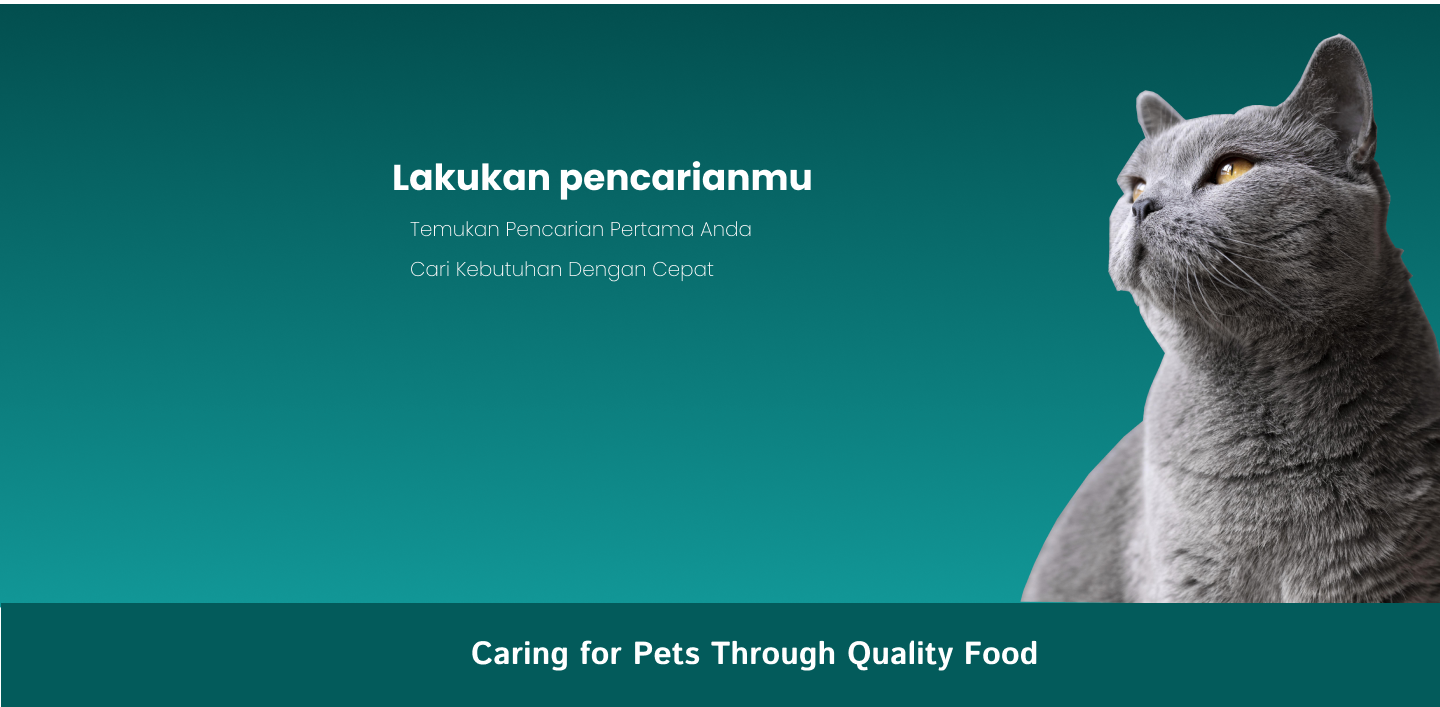 Lakukan pencarianmu
Temukan Pencarian Pertama Anda
Cari Kebutuhan Dengan Cepat
Caring for Pets Through Quality Food